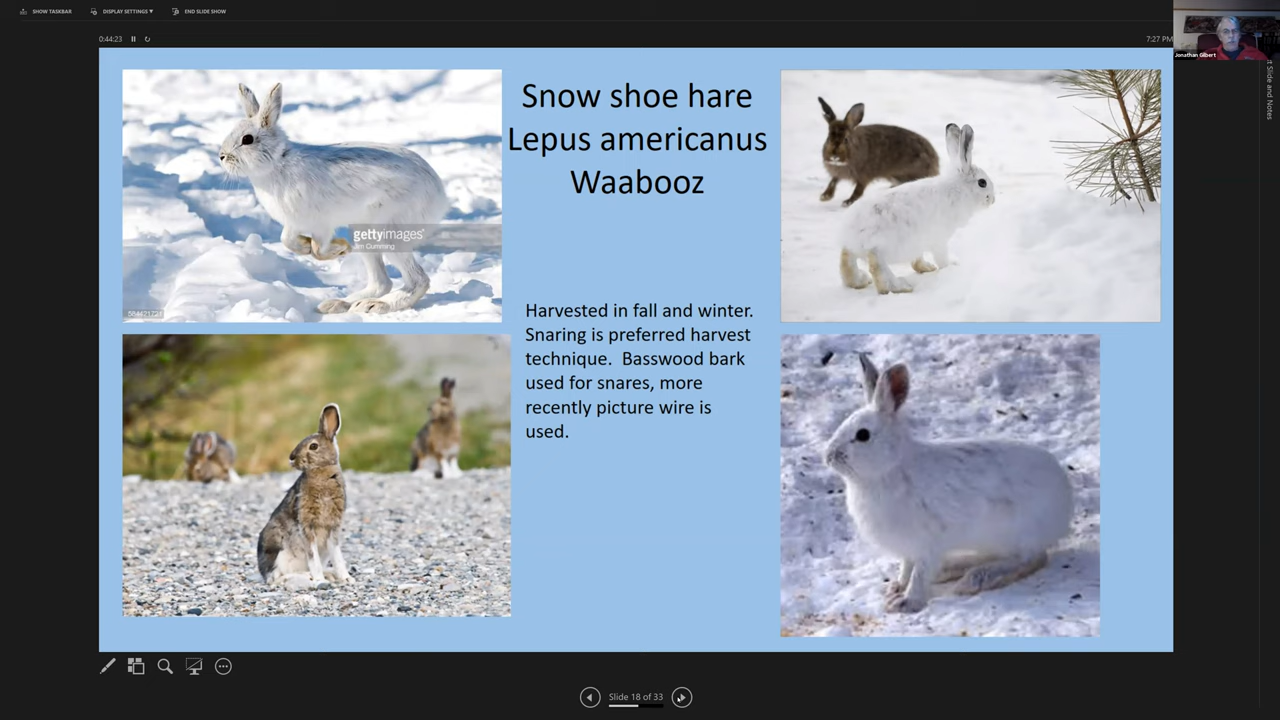 SHOW TASKBAR
DISPLAY SETTINGS ▼
END SLIDE SHOW
0:44:23
7:27 PM
Jonathan Gilbert
Slide and Notes
Snow shoe hare
Lepus americanus
Waabooz
gettyimages
Jim Cumming
Harvested in fall and winter.
Snaring is preferred harvest
technique. Basswood bark
used for snares, more
recently picture wire is
used.
Slide 18 of 33